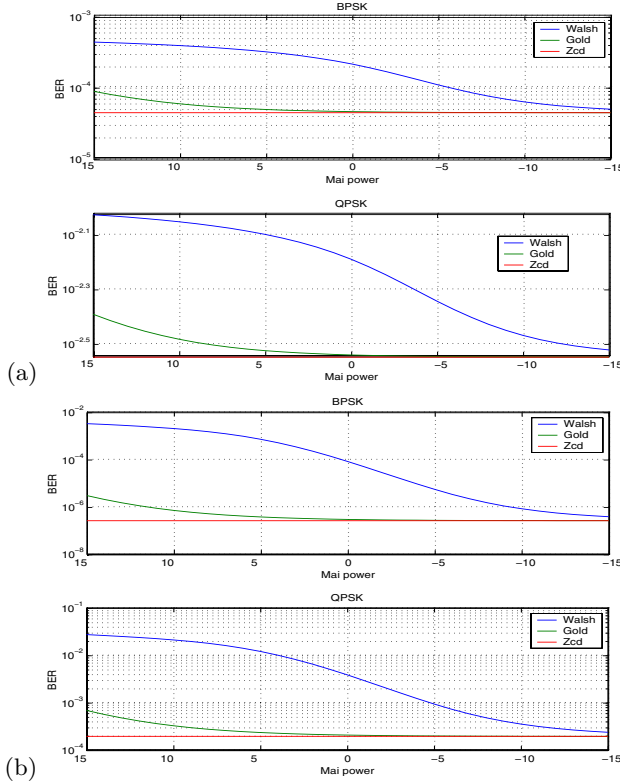 BPSK
10^-3
10^-4
10^-5
BER
Walsh
Gold
Zcd
15 10 5 0 −5 −10 −15
Mai power
QPSK
10^-2.1
10^-2.3
10^-2.5
BER
Walsh
Gold
Zcd
15 10 5 0 −5 −10 −15
Mai power
(a)
BPSK
10^-2
10^-4
10^-6
10^-8
BER
Walsh
Gold
Zcd
15 10 5 0 −5 −10 −15
Mai power
QPSK
10^-1
10^-2
10^-3
10^-4
BER
Walsh
Gold
Zcd
15 10 5 0 −5 −10 −15
Mai power
(b)